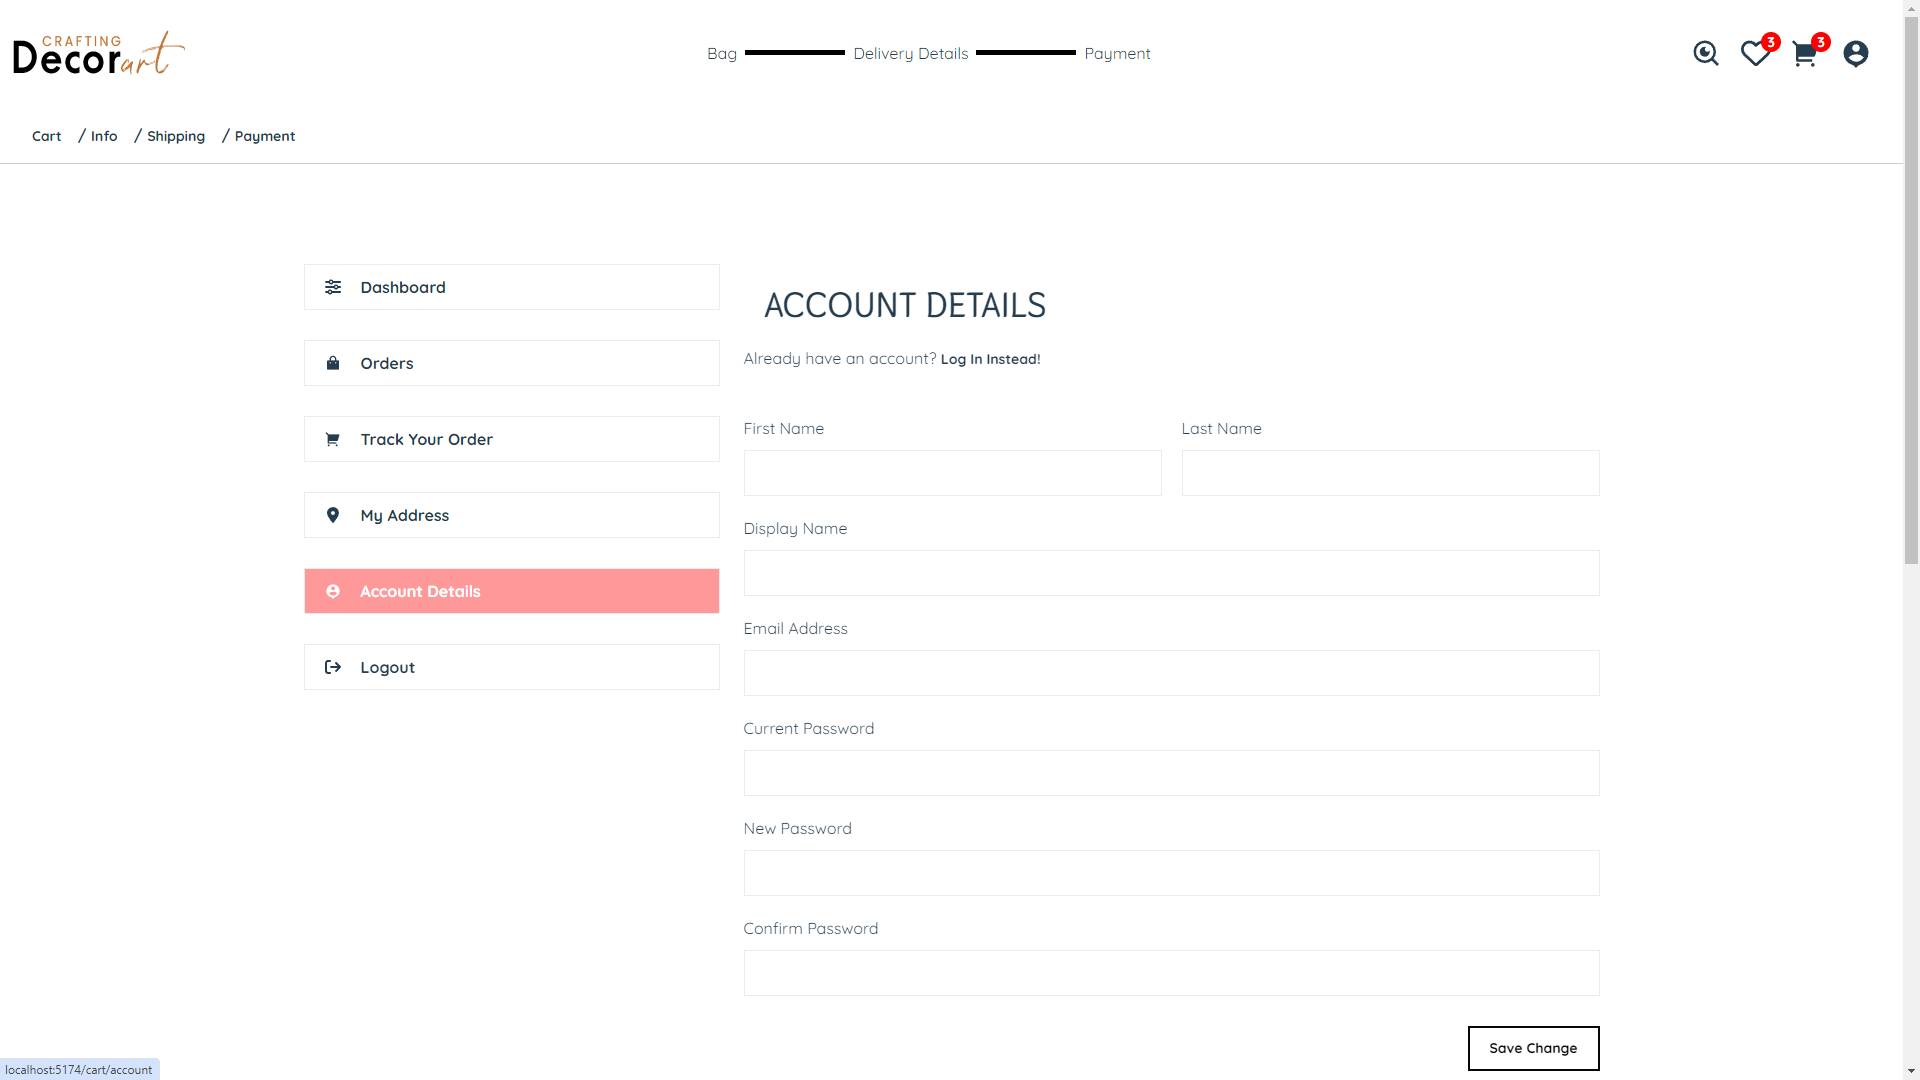 CRAFTING
Decorart
Bag Delivery Details Payment
3 3
Cart / Info / Shipping / Payment
Dashboard
Orders
Track Your Order
My Address
Account Details
Logout
ACCOUNT DETAILS
Already have an account? Log In Instead!
First Name Last Name
Display Name
Email Address
Current Password
New Password
Confirm Password
Save Change
localhost:5174/cart/account